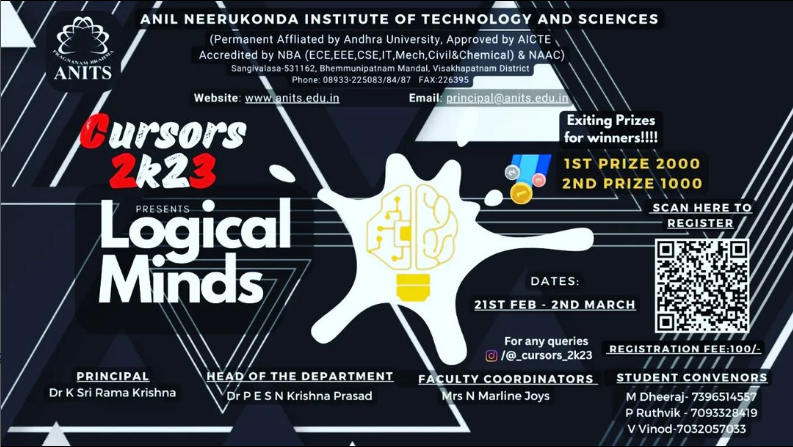 ANIL NEERUKONDA INSTITUTE OF TECHNOLOGY AND SCIENCES
(Permanent Affliated by Andhra University, Approved by AICTE
Accredited by NBA (ECE,EEE,CSE,IT,Mech,Civil&Chemical) & NAAC)
Sangivalasa-531162, Bhemmunipatnam Mandal, Visakhapatnam District
Phone: 08933-225083/84/87 FAX:226395
Website: www.anits.edu.in Email: principal@anits.edu.in
PRAGNANAM BRAHMA
ANITS
Cursors
2k23
PRESENTS
Logical
Minds
Exiting Prizes
for winners!!!!
1ST PRIZE 2000
2ND PRIZE 1000
SCAN HERE TO
REGISTER
DATES:
21ST FEB - 2ND MARCH
For any queries
/@_cursors_2k23
REGISTRATION FEE:100/-
PRINCIPAL
Dr K Sri Rama Krishna
HEAD OF THE DEPARTMENT
Dr P E S N Krishna Prasad
FACULTY COORDINATORS
Mrs N Marline Joys
STUDENT CONVENORS
M Dheeraj- 7396514557
P Ruthvik - 7093328419
V Vinod-7032057033